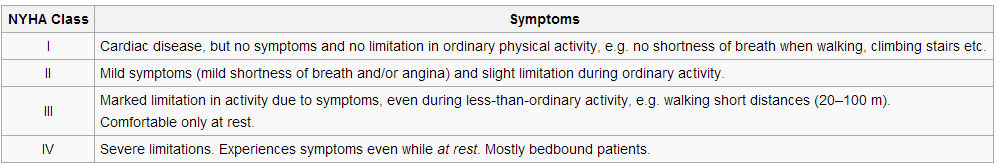 NYHA Class Symptoms
I Cardiac disease, but no symptoms and no limitation in ordinary physical activity, e.g. no shortness of breath when walking, climbing stairs etc.
II Mild symptoms (mild shortness of breath and/or angina) and slight limitation during ordinary activity.
III Marked limitation in activity due to symptoms, even during less-than-ordinary activity, e.g. walking short distances (20–100 m).
Comfortable only at rest.
IV Severe limitations. Experiences symptoms even while at rest. Mostly bedbound patients.